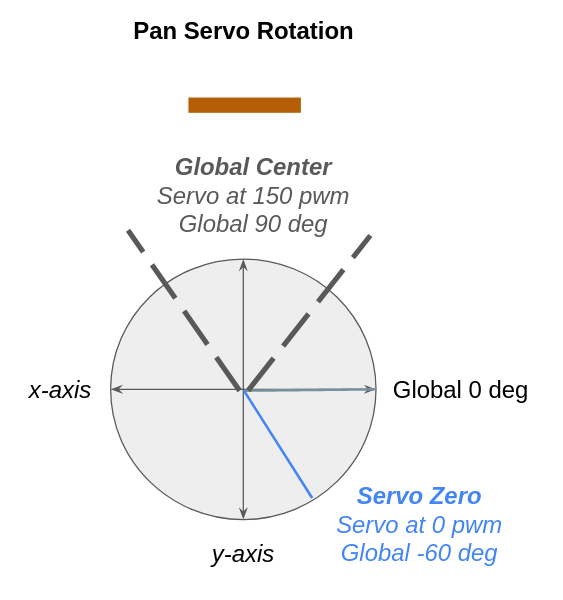 Pan Servo Rotation
Global Center
Servo at 150 pwm
Global 90 deg
x-axis
Global 0 deg
Servo Zero
Servo at 0 pwm
Global -60 deg
y-axis